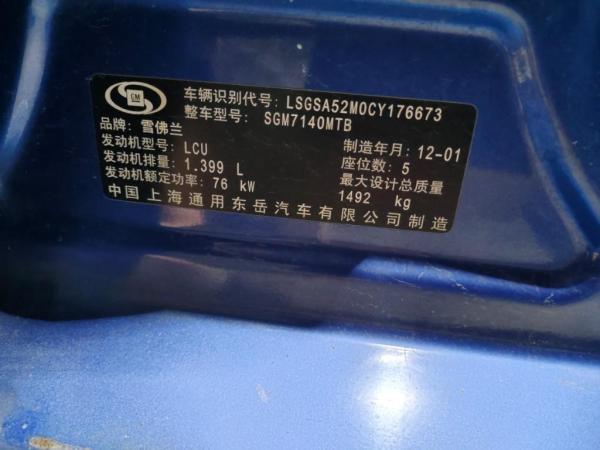 GM
车辆识别代号: LSGSA52M0CY176673
整车型号: SGM7140MTB
品牌: 雪佛兰
制造年月: 12-01
发动机型号: LCU
座位数: 5
发动机排量: 1.399 L
最大设计总质量
发动机额定功率: 76 kW
1492 kg
中国上海通用东岳汽车有限公司制造